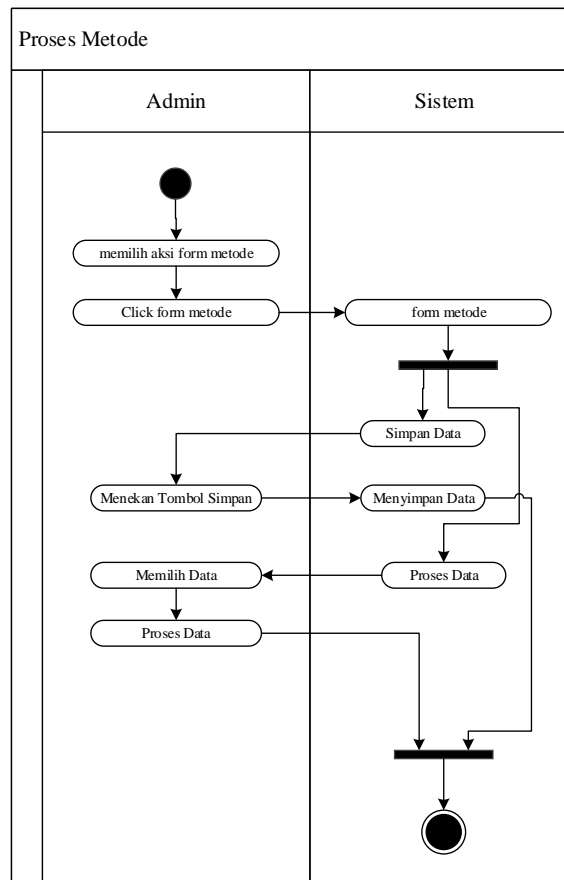 Proses Metode
Admin
Sistem
memilih aksi form metode
Click form metode
form metode
Simpan Data
Menekan Tombol Simpan
Menyimpan Data
Memilih Data
Proses Data
Proses Data